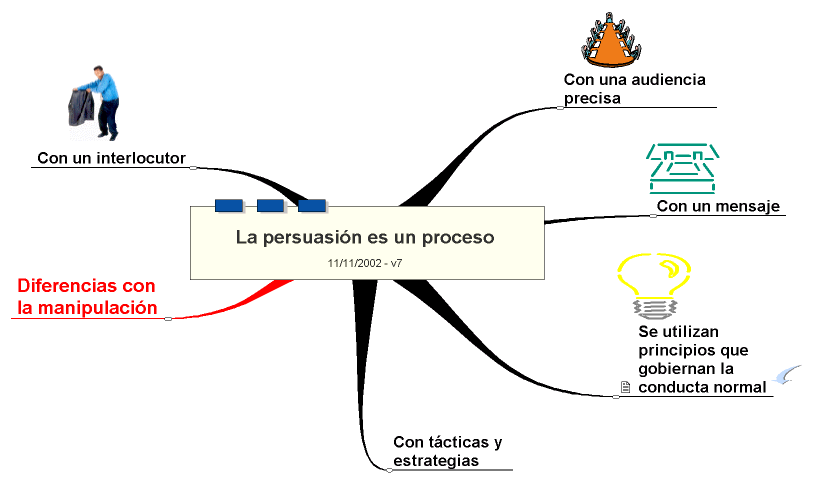 Con una audiencia
precisa
Con un interlocutor
Con un mensaje
La persuasión es un proceso
11/11/2002 - v7
Diferencias con
la manipulación
Se utilizan
principios que
gobiernan la
conducta normal
Con tácticas y
estrategias